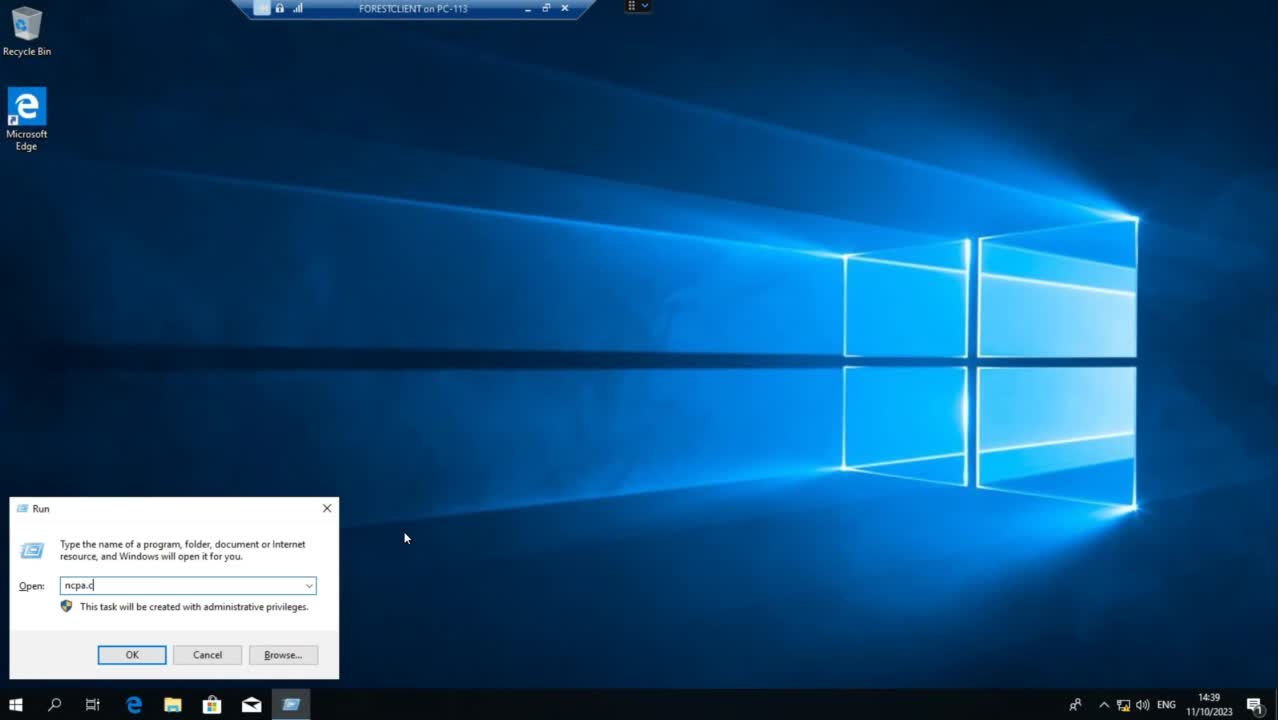 FORESTCLIENT on PC-113
Recycle Bin
Microsoft
Edge
Run
Type the name of a program, folder, document or Internet
resource, and Windows will open it for you.
Open:
ncpa.c
This task will be created with administrative privileges.
OK
Cancel
Browse...
ENG
14:39
11/10/2023
1